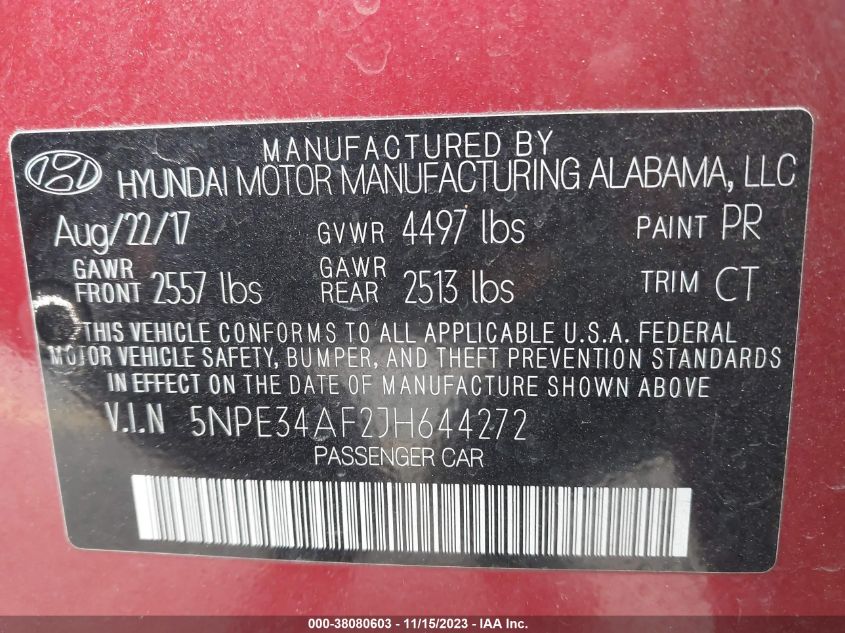 MANUFACTURED BY
HYUNDAI MOTOR MANUFACTURING ALABAMA, LLC
Aug/22/17 GVWR 4497 lbs PAINT PR
GAWR FRONT 2557 lbs GAWR REAR 2513 lbs TRIM CT
THIS VEHICLE CONFORMS TO ALL APPLICABLE U.S.A. FEDERAL
MOTOR VEHICLE SAFETY, BUMPER, AND THEFT PREVENTION STANDARDS
IN EFFECT ON THE DATE OF MANUFACTURE SHOWN ABOVE
V.I.N 5NPE34AF2JH644272
PASSENGER CAR
000-38080603 - 11/15/2023 - IAA Inc.